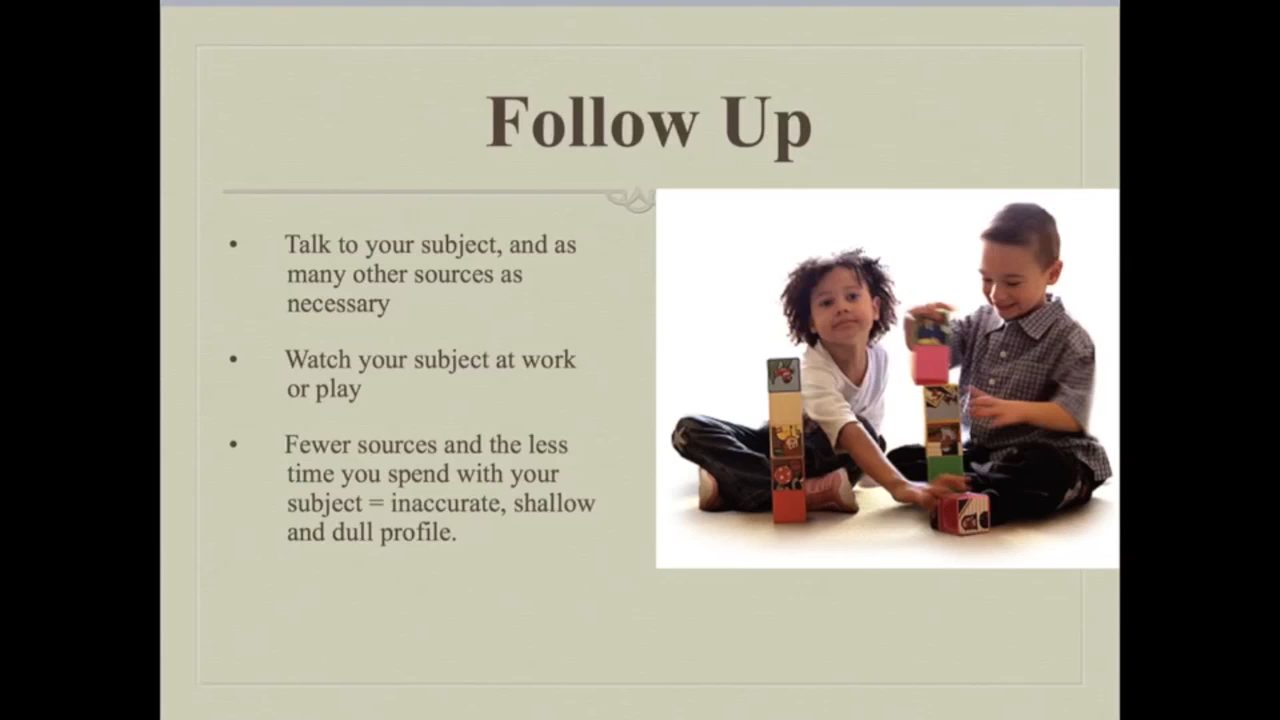 Follow Up
• Talk to your subject, and as
many other sources as
necessary
• Watch your subject at work
or play
• Fewer sources and the less
time you spend with your
subject = inaccurate, shallow
and dull profile.